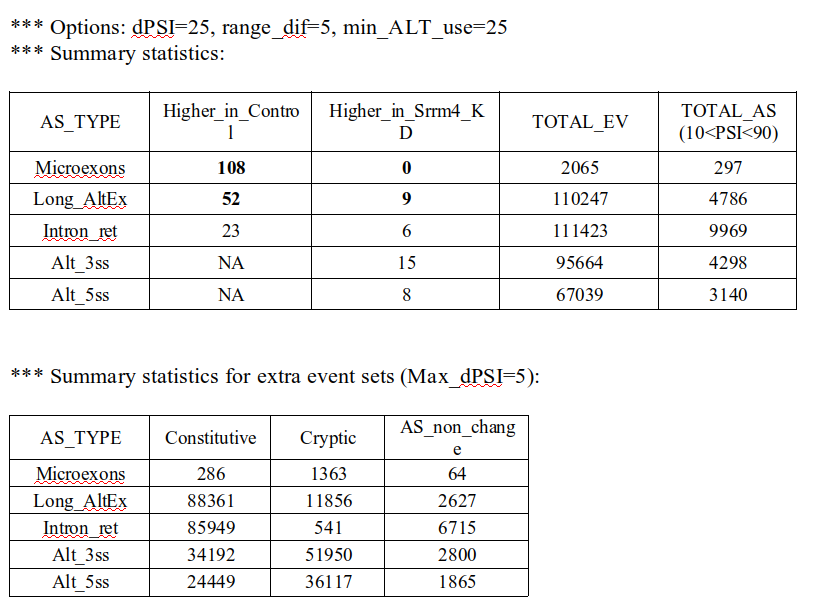 *** Options: dPSI=25, range_dif=5, min_ALT_use=25
*** Summary statistics:
AS_TYPE Higher_in_Contro Higher_in_Srrm4_K TOTAL_EV TOTAL_AS
l D (10<PSI<90)
Microexons 108 0 2065 297
Long_AltEx 52 9 110247 4786
Intron_ret 23 6 111423 9969
Alt_3ss NA 15 95664 4298
Alt_5ss NA 8 67039 3140
*** Summary statistics for extra event sets (Max_dPSI=5):
AS_TYPE Constitutive Cryptic AS_non_chang
e
Microexons 286 1363 64
Long_AltEx 88361 11856 2627
Intron_ret 85949 541 6715
Alt_3ss 34192 51950 2800
Alt_5ss 24449 36117 1865